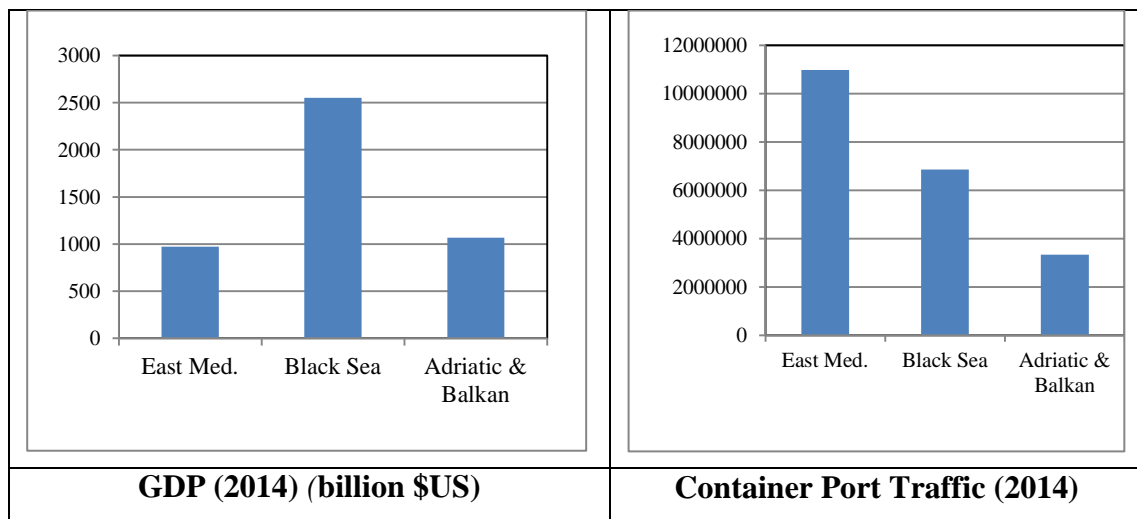 3000
2500
2000
1500
1000
500
0
East Med.
Black Sea
Adriatic &
Balkan
GDP (2014) (billion $US)
12000000
10000000
8000000
6000000
4000000
2000000
0
East Med.
Black Sea
Adriatic &
Balkan
Container Port Traffic (2014)